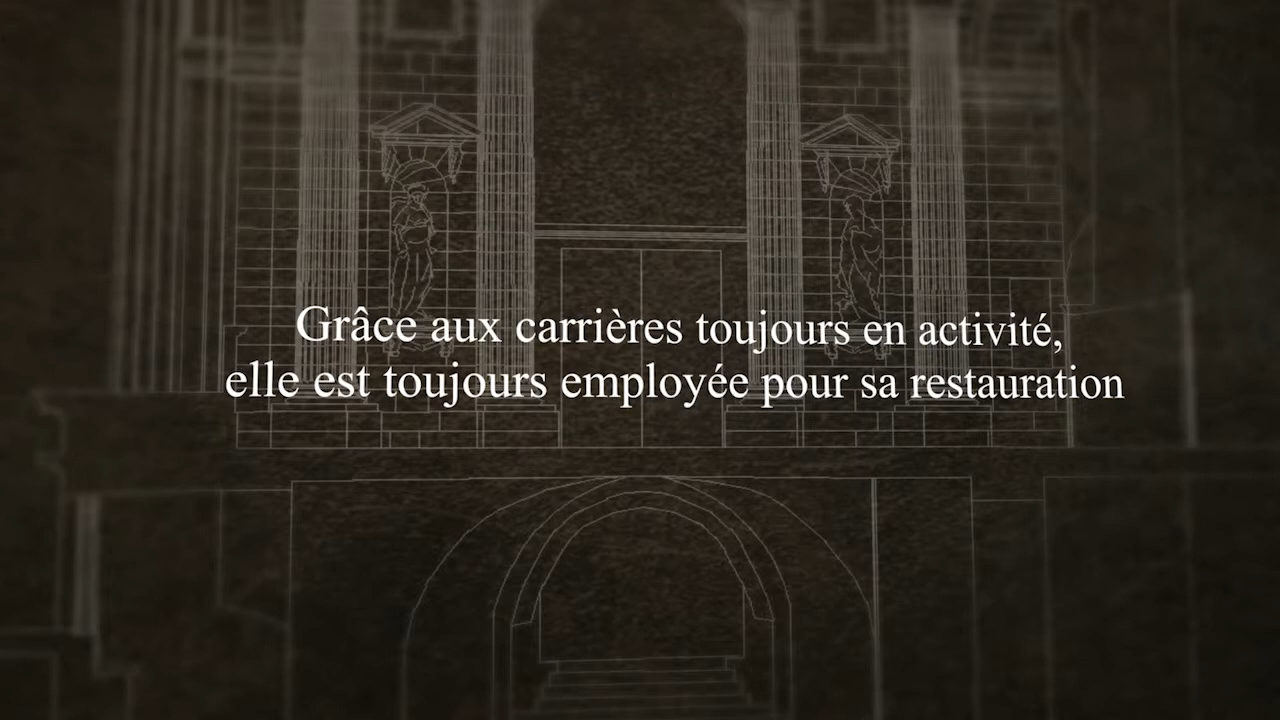 Grâce aux carrières toujours en activité,
elle est toujours employée pour sa restauration